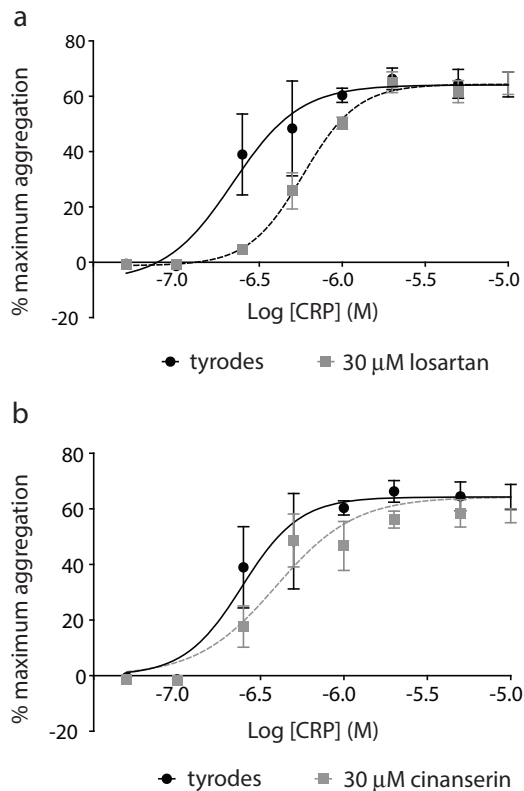 a
80
60
40
20
0
-20
% maximum aggregation
-7.0 -6.5 -6.0 -5.5 -5.0
Log [CRP] (M)
tyrodes 30 μM losartan
b
80
60
40
20
0
-20
% maximum aggregation
-7.0 -6.5 -6.0 -5.5 -5.0
Log [CRP] (M)
tyrodes 30 μM cinanserin